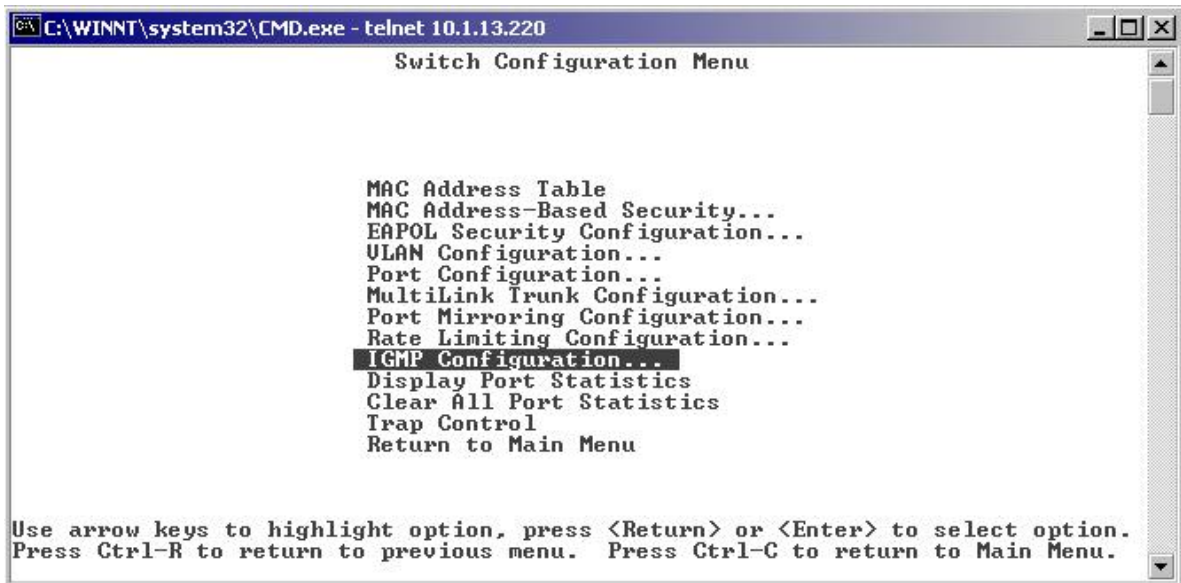 C:\WINNT\system32\CMD.exe - telnet 10.1.13.220
Switch Configuration Menu
MAC Address Table
MAC Address-Based Security...
EAPOL Security Configuration...
VLAN Configuration...
Port Configuration...
MultiLink Trunk Configuration...
Port Mirroring Configuration...
Rate Limiting Configuration...
IGMP Configuration...
Display Port Statistics
Clear All Port Statistics
Trap Control
Return to Main Menu
Use arrow keys to highlight option, press <Return> or <Enter> to select option.
Press Ctrl-R to return to previous menu.  Press Ctrl-C to return to Main Menu.